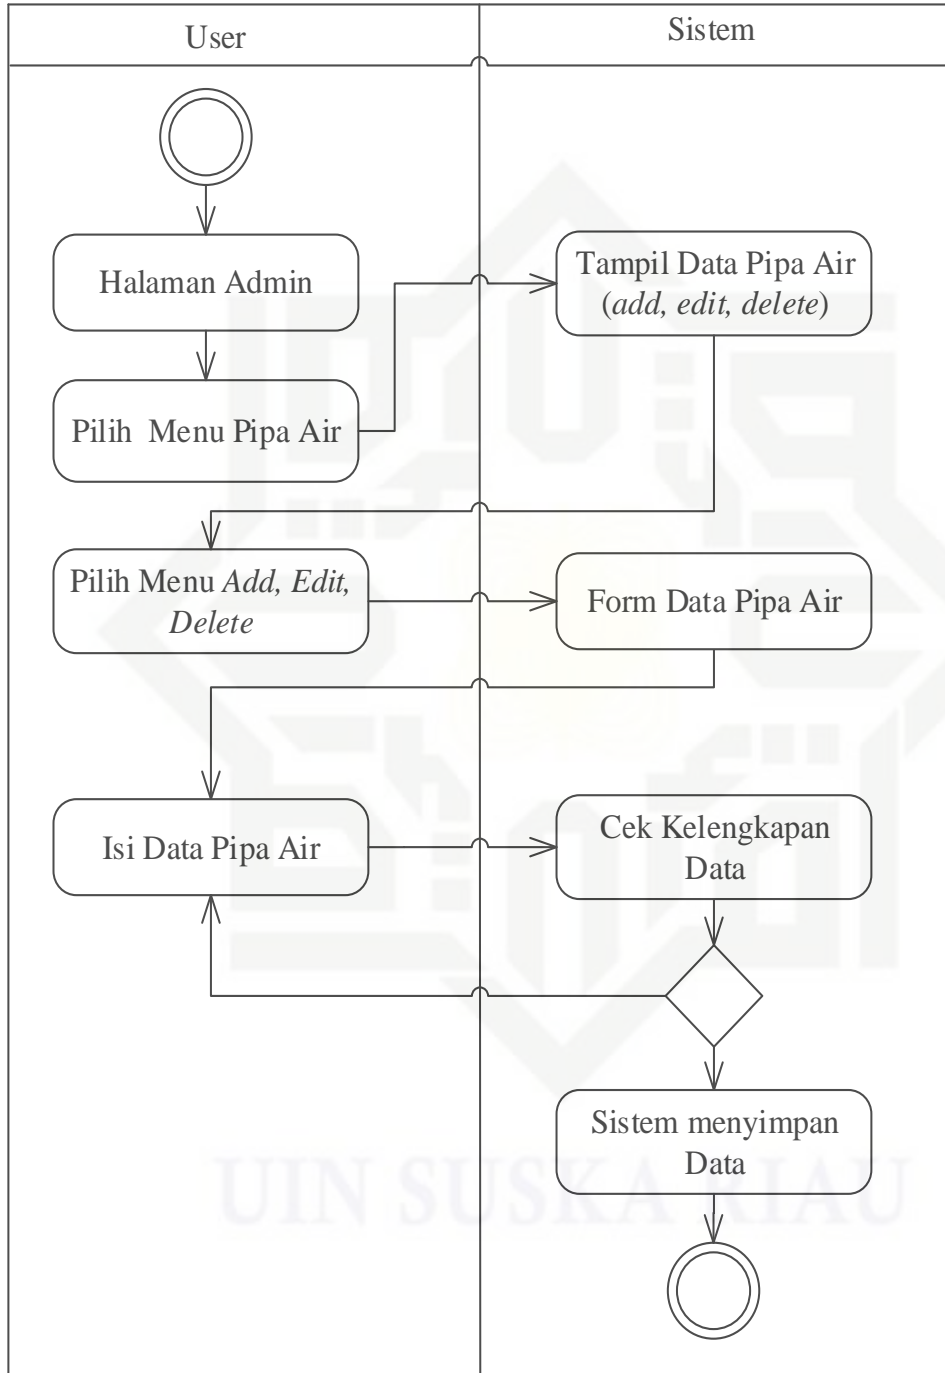 User
Sistem
Halaman Admin
Tampil Data Pipa Air
(add, edit, delete)
Pilih Menu Pipa Air
Pilih Menu Add, Edit,
Delete
Form Data Pipa Air
Isi Data Pipa Air
Cek Kelengkapan
Data
Sistem menyimpan
Data
UIN SUSKA RIAU